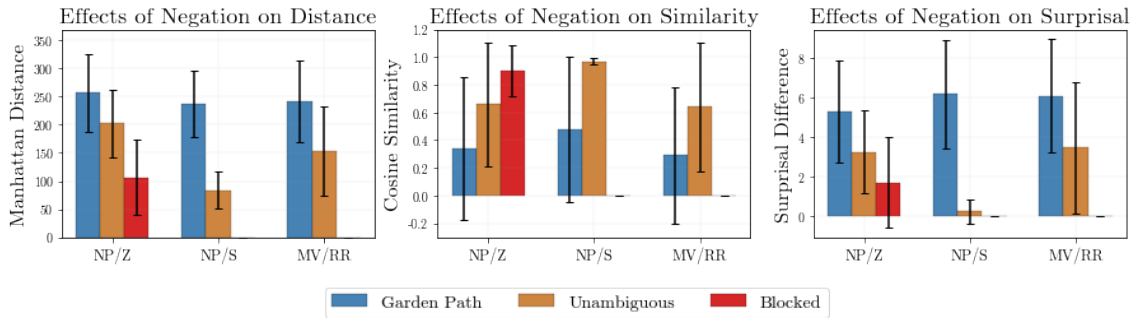 Effects of Negation on Distance
Manhattan Distance
350
300
250
200
150
100
50
0
NP/Z NP/S MV/RR
Effects of Negation on Similarity
Cosine Similarity
1.2
1.0
0.8
0.6
0.4
0.2
0.0
-0.2
NP/Z NP/S MV/RR
Effects of Negation on Surprisal
Surprisal Difference
8
6
4
2
0
NP/Z NP/S MV/RR
Garden Path Unambiguous Blocked